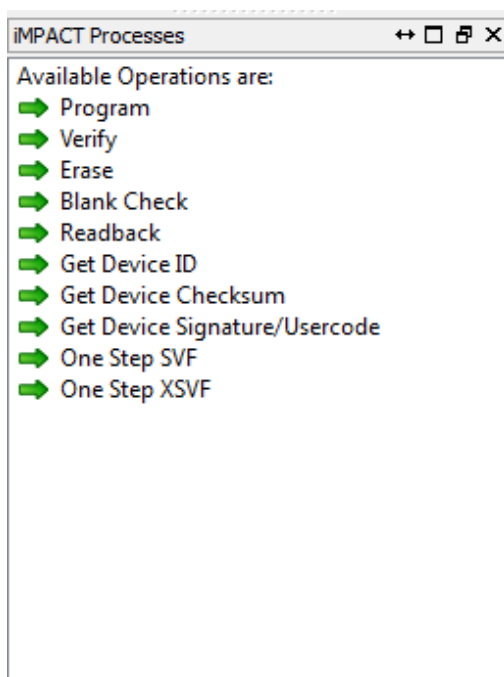 iMPACT Processes
Available Operations are:
Program
Verify
Erase
Blank Check
Readback
Get Device ID
Get Device Checksum
Get Device Signature/Usercode
One Step SVF
One Step XSVF